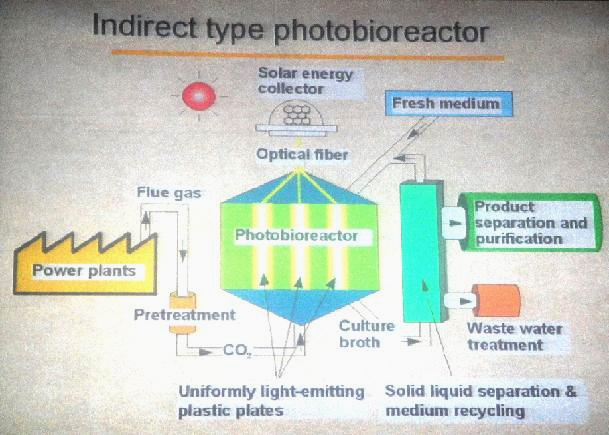 Indirect type photobioreactor
Solar energy
collector
Fresh medium
Optical fiber
Flue gas
Product
separation and
purification
Photobioreactor
Power plants
Pretreatment
Culture
broth
Waste water
treatment
CO2
Uniformly light-emitting
plastic plates
Solid liquid separation &
medium recycling